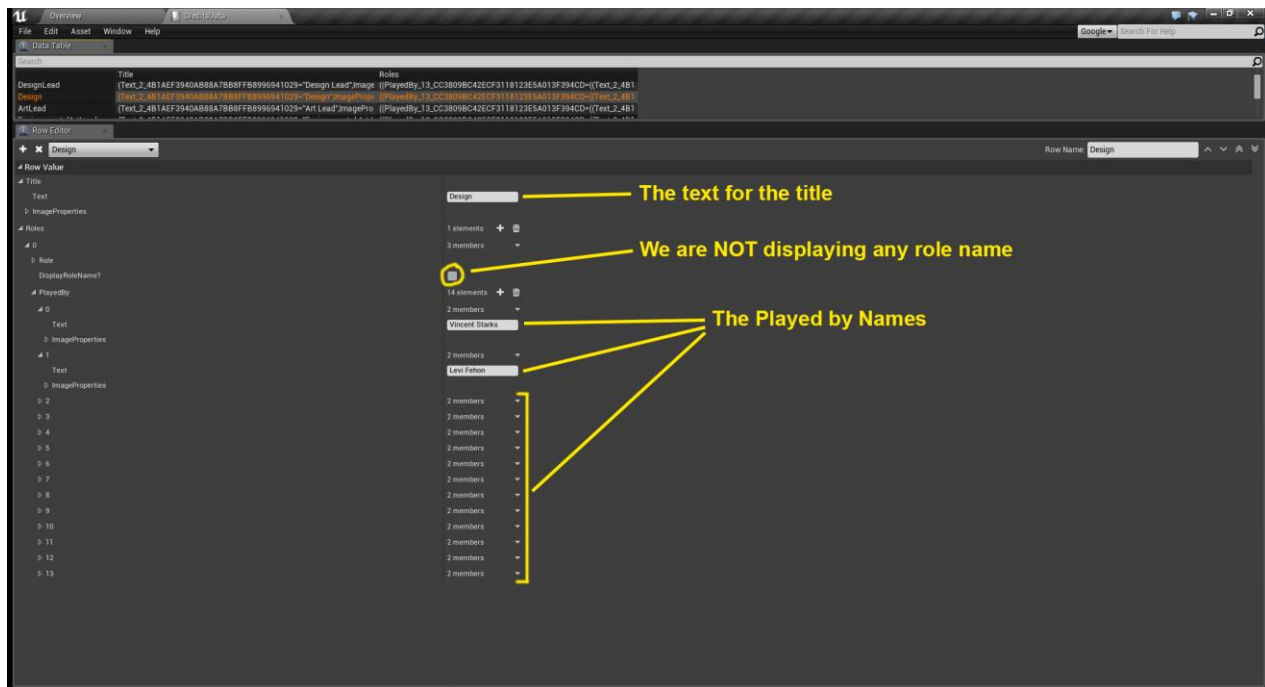 Overview CreditsData
File Edit Asset Window Help Google Search For Help
Data Table
Search
Title Roles
DesignLead (Text_2_4B1AEF3940AB88A7BB8FFB8996941029="Design Lead",Image ((PlayedBy_13_CC3809BC42ECF3118123E5A013F394CD=((Text_2_4B1
Design (Text_2_4B1AEF3940AB88A7BB8FFB8996941029="Design",ImagePrope ((PlayedBy_13_CC3809BC42ECF3118123E5A013F394CD=((Text_2_4B1
ArtLead (Text_2_4B1AEF3940AB88A7BB8FFB8996941029="Art Lead",ImagePro ((PlayedBy_13_CC3809BC42ECF3118123E5A013F394CD=((Text_2_4B1
Row Editor
Design Row Name Design
Row Value
Title
Text Design The text for the title
ImageProperties
Roles 1 elements
0 3 members We are NOT displaying any role name
Role
DisplayRoleName?
PlayedBy 14 elements
0 2 members The Played by Names
Text Vincent Starks
ImageProperties
1 2 members
Text Levi Fehon
ImageProperties
2 2 members
3 2 members
4 2 members
5 2 members
6 2 members
7 2 members
8 2 members
9 2 members
10 2 members
11 2 members
12 2 members
13 2 members